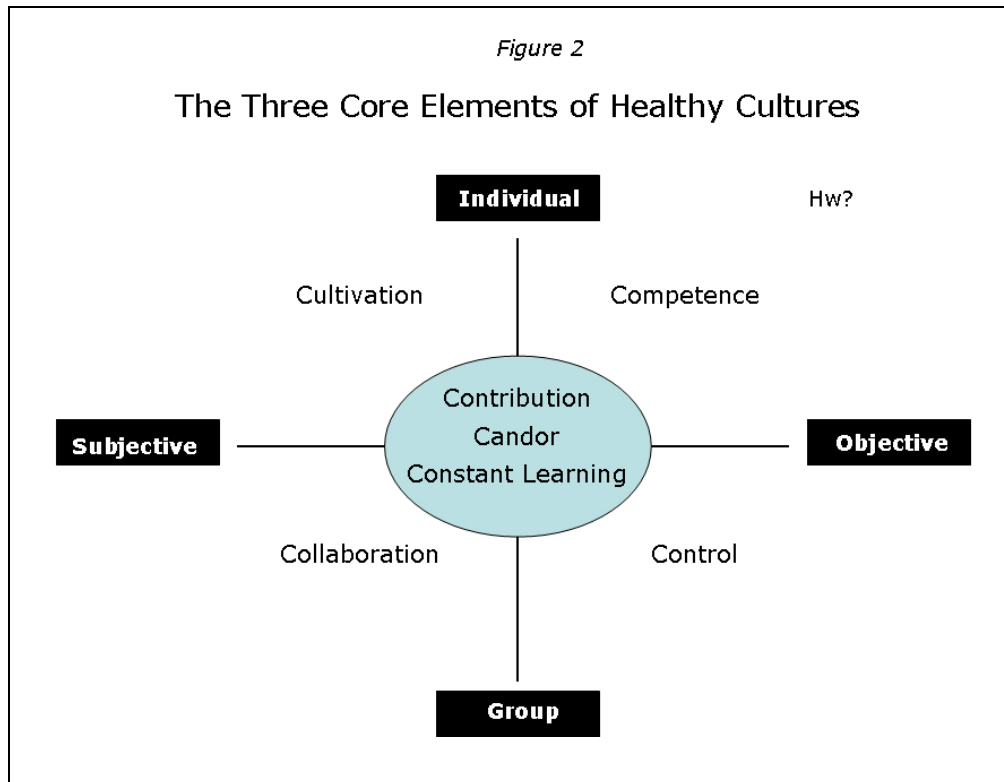 Figure 2
The Three Core Elements of Healthy Cultures
Individual
Hw?
Cultivation
Competence
Contribution
Candor
Constant Learning
Subjective
Objective
Collaboration
Control
Group